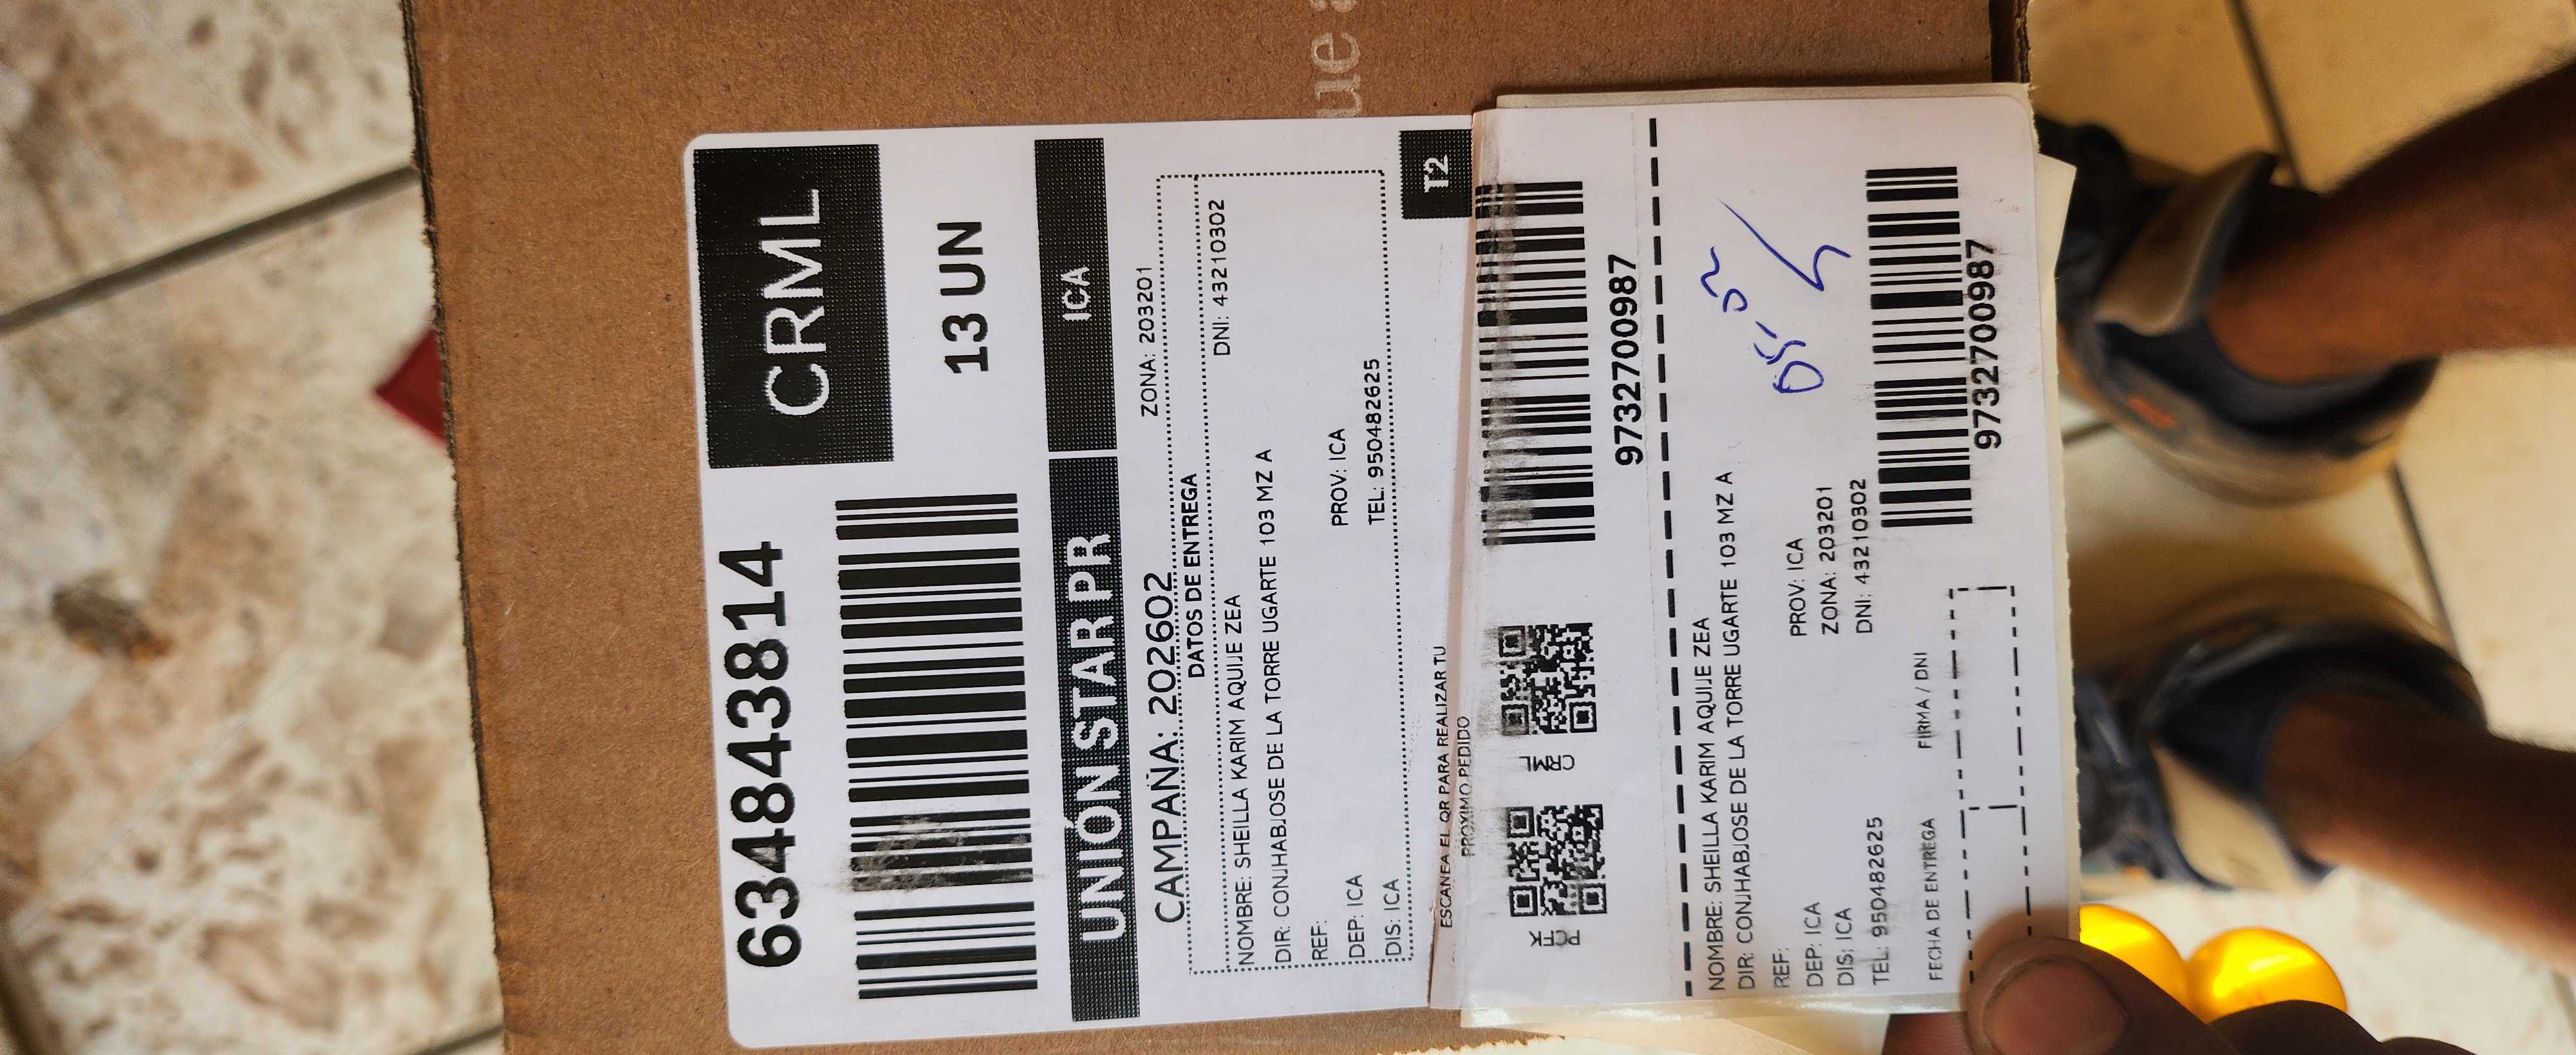 ue a
634843814
CRML
13 UN
UNIÓNSTAR PR
ICA
CAMPAÑA: 202602
ZONA: 203201
DATOS DE ENTREGA
NOMBRE: SHEILLA KARIM AQUIJE ZEA
DNI: 43210302
DIR: CONJHABJOSE DE LA TORRE UGARTE 103 MZ A
REF:
DEP: ICA
PROV: ICA
DIS: ICA
TEL: 950482625
T2
ESCANEA EL QR PARA REALIZAR TU
PROXIMO PEDIDO
PCFK
CRML
9732700987
NOMBRE: SHEILLA KARIM AQUIJE ZEA
DIR: CONJHABJOSE DE LA TORRE UGARTE 103 MZ A
REF:
DEP: ICA
PROV: ICA
DIS: ICA
ZONA: 203201
TEL: 950482625
DNI: 43210302
FECHA DE ENTREGA
FIRMA / DNI
9732700987